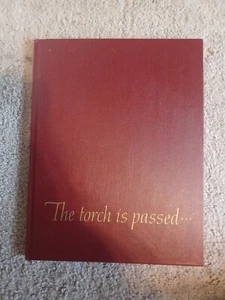 The torch is passed...